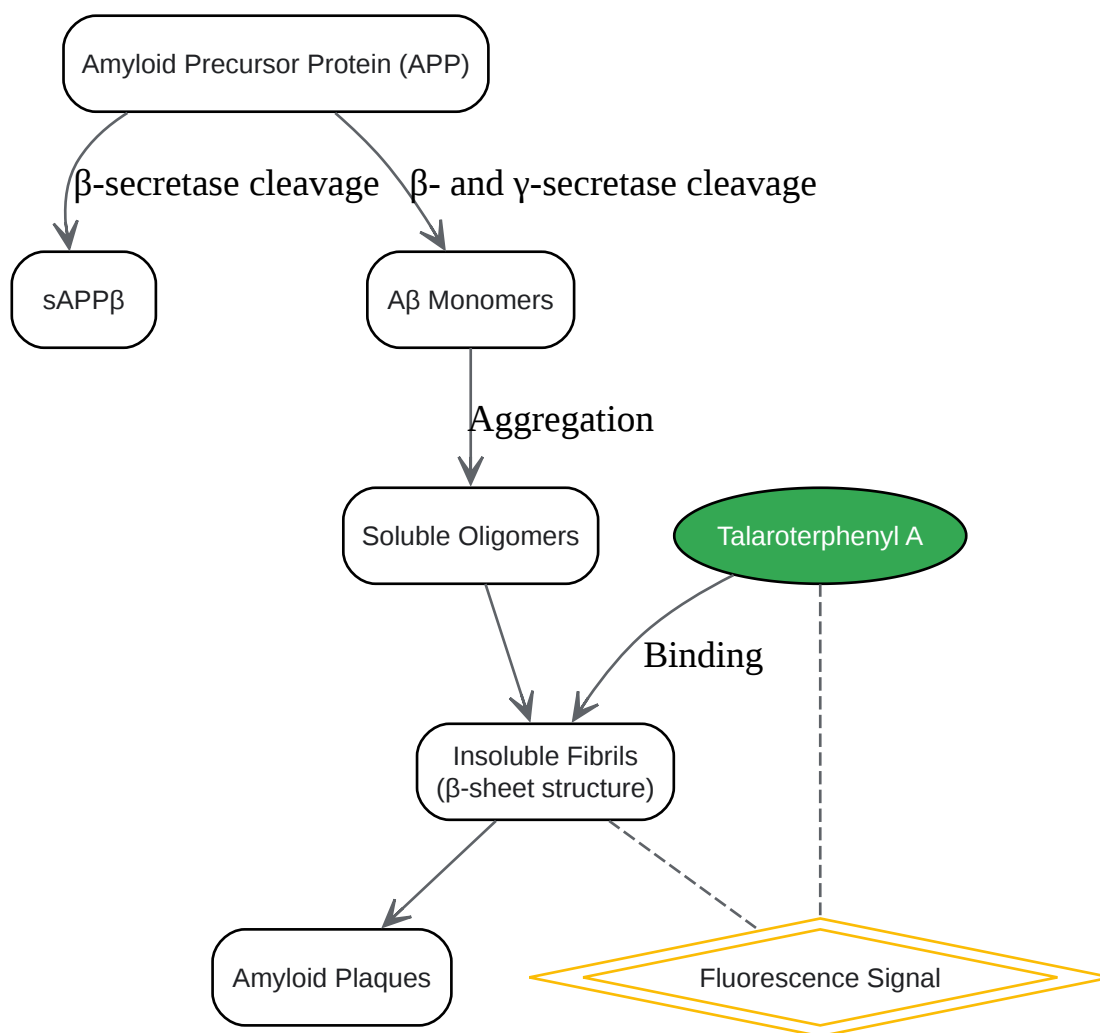 Amyloid Precursor Protein (APP)
β-secretase cleavage
β- and γ-secretase cleavage
sAPPβ
Aβ Monomers
Aggregation
Soluble Oligomers
Talaroterphenyl A
Binding
Insoluble Fibrils
(β-sheet structure)
Amyloid Plaques
Fluorescence Signal